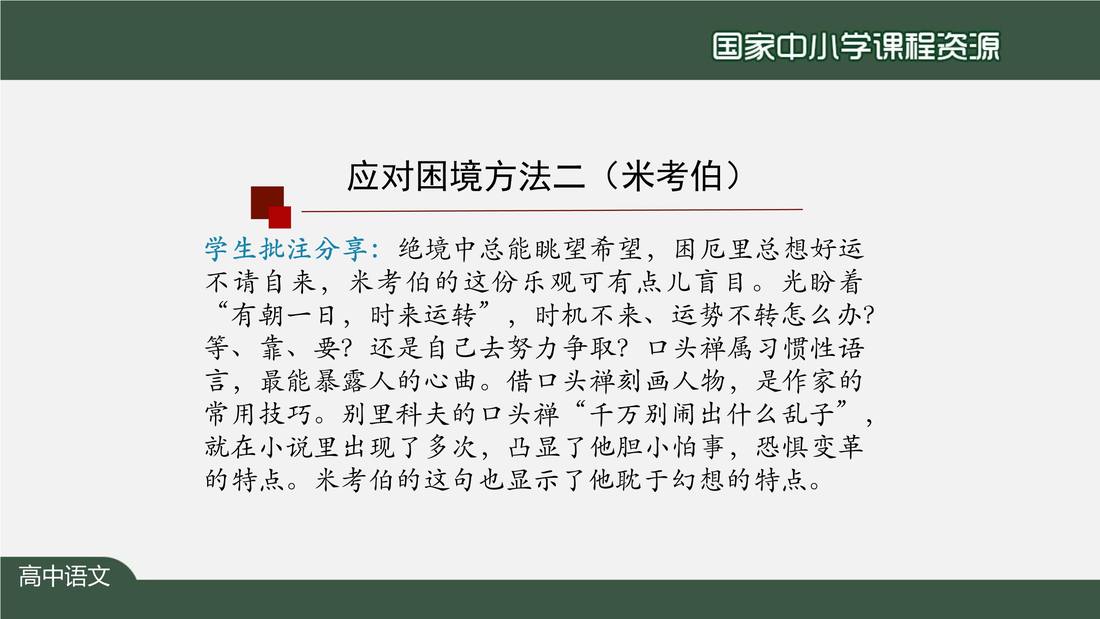 国家中小学课程资源
应对困境方法二（米考伯）
学生批注分享：绝境中总能眺望希望，困厄里总想好运
不请自来，米考伯的这份乐观可有点儿盲目。光盼着
“有朝一日，时来运转”，时机不来、运势不转怎么办？
等、靠、要？还是自己去努力争取？口头禅属习惯性语
言，最能暴露人的心曲。借口头禅刻画人物，是作家的
常用技巧。别里科夫的口头禅“千万别闹出什么乱子”，
就在小说里出现了多次，凸显了他胆小怕事，恐惧变革
的特点。米考伯的这句也显示了他耽于幻想的特点。
高中语文